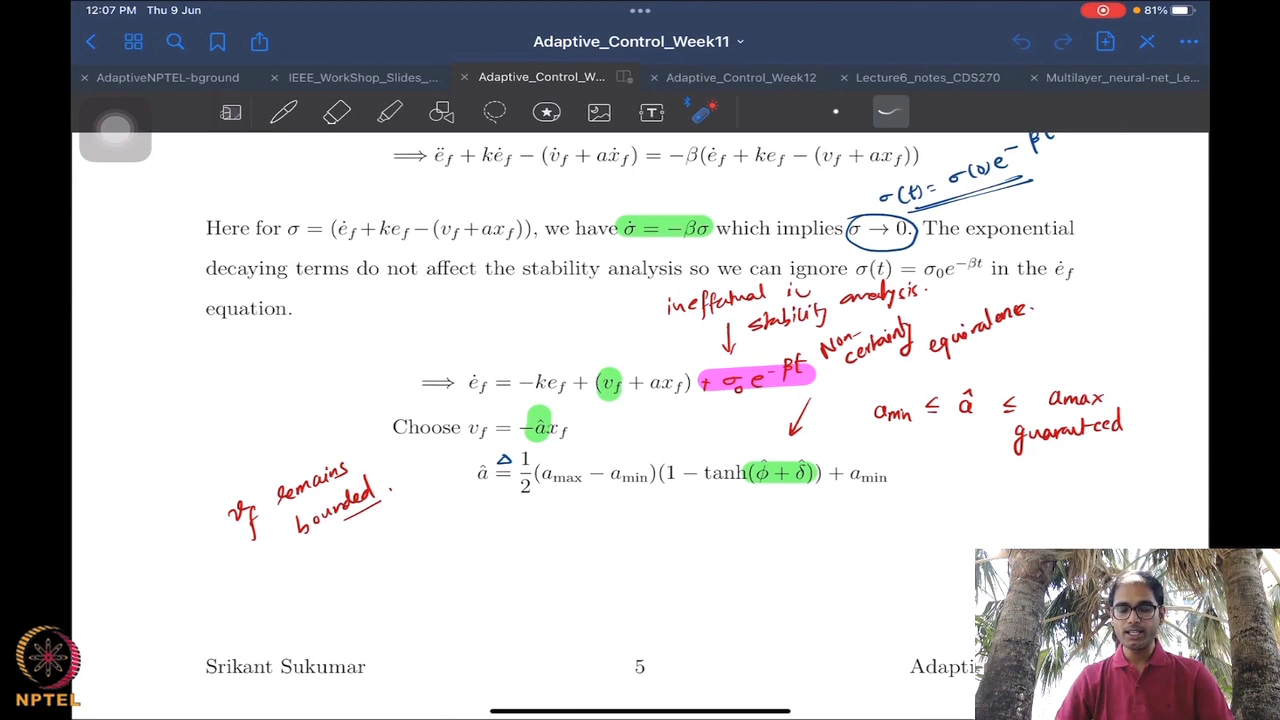 12:07 PM Thu 9 Jun
81%
Adaptive_Control_Week11
AdaptiveNPTEL-bground
IEEE_WorkShop_Slides_...
Adaptive_Control_W...
Adaptive_Control_Week12
Lecture6_notes_CDS270
Multilayer_neural-net_Le...
⟹ ë_f + kė_f − (v̇_f + aẋ_f) = −β(ė_f + ke_f − (v_f + ax_f))
σ(t) = σ(0)e^{−βt}
Here for σ = (ė_f + ke_f − (v_f + ax_f)), we have σ̇ = −βσ which implies σ → 0. The exponential
decaying terms do not affect the stability analysis so we can ignore σ(t) = σ₀e^{−βt} in the ė_f
equation.
ineffectual in
stability analysis.
Non-
certainty equivalence.
⟹ ė_f = −ke_f + (v_f + ax_f) + σ₀ e^{−βt}
Choose v_f = −âx_f
a_min ≤ â ≤ a_max
guaranteed
â ≜ 1/2(a_max − a_min)(1 − tanh(φ̂ + δ̂)) + a_min
v_f remains
bounded.
Srikant Sukumar
5
Adapti
NPTEL